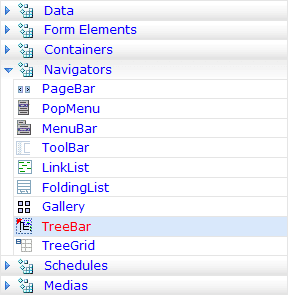 Data
Form Elements
Containers
Navigators
PageBar
PopMenu
MenuBar
ToolBar
LinkList
FoldingList
Gallery
TreeBar
TreeGrid
Schedules
Medias